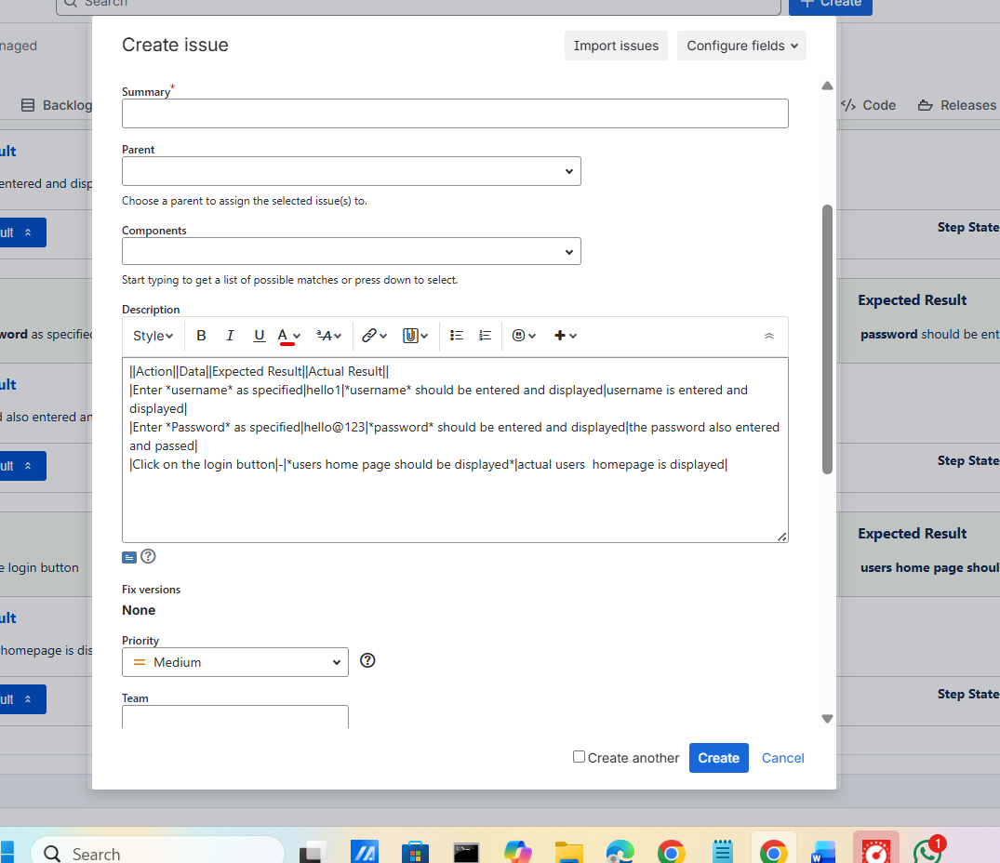 Search
Create
naged
Create issue
Import issues
Configure fields
Backlog
Code
Releases
Summary*
Parent
Choose a parent to assign the selected issue(s) to.
Components
Start typing to get a list of possible matches or press down to select.
Description
Style B I U A ᵃA
||Action||Data||Expected Result||Actual Result||
|Enter *username* as specified|hello1|*username* should be entered and displayed|username is entered and
displayed|
|Enter *Password* as specified|hello@123|*password* should be entered and displayed|the password also entered
and passed|
|Click on the login button|-|*users home page should be displayed*|actual users  homepage is displayed|
Fix versions
None
Priority
Medium
Team
Create another
Create
Cancel
ult
entered and disp
ult
word as specified
ult
d also entered an
ult
e login button
ult
homepage is dis
ult
Step State
Expected Result
password should be ent
Step State
Expected Result
users home page shoul
Step State
Search
1